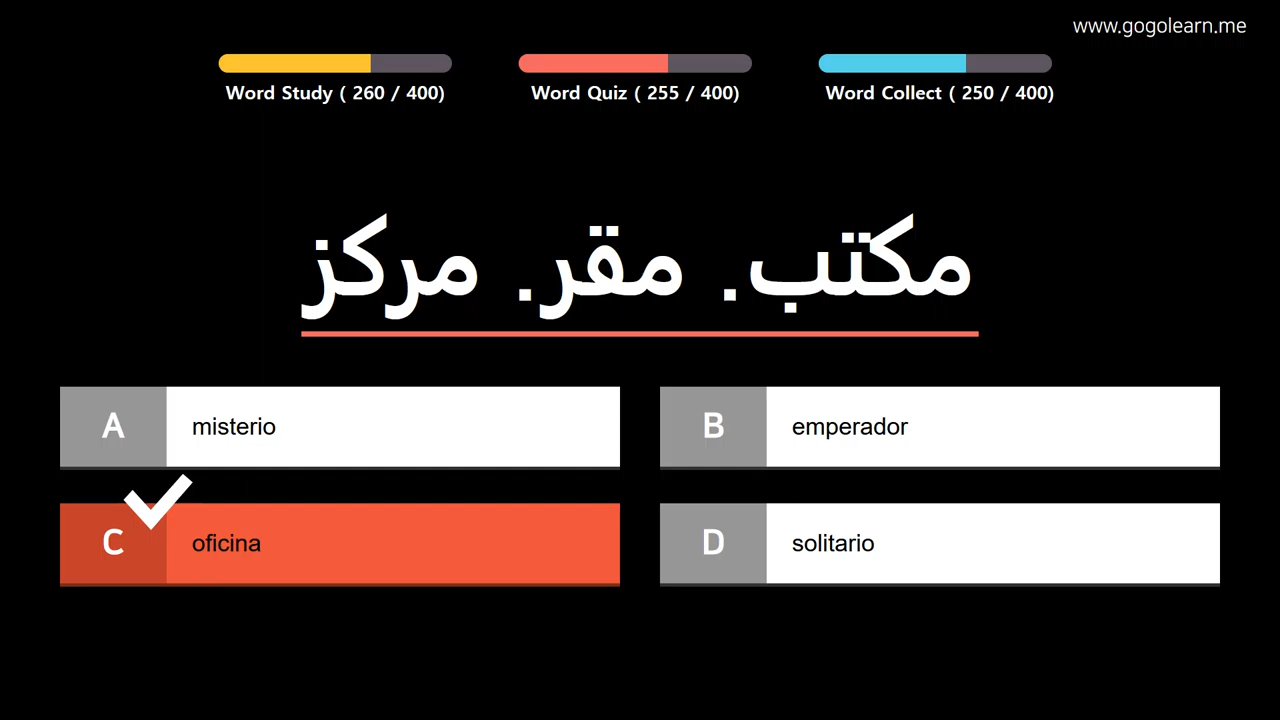 www.gogolearn.me
Word Study ( 260 / 400)
Word Quiz ( 255 / 400)
Word Collect ( 250 / 400)
مكتب. مقر. مركز
A misterio
B emperador
C oficina
D solitario